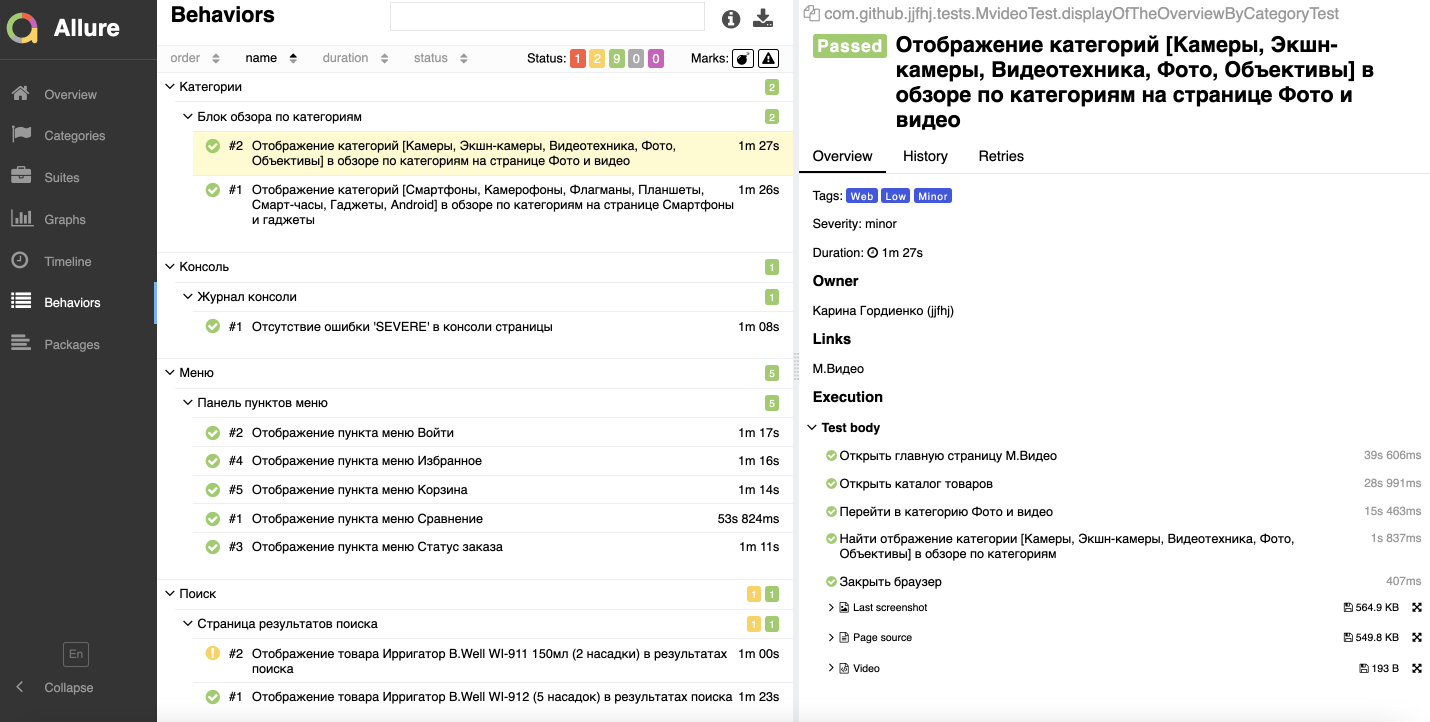 Allure
Overview
Categories
Suites
Graphs
Timeline
Behaviors
Packages
En
Collapse
Behaviors
order name duration status Status: 1 2 9 0 0 Marks:
Категории 2
Блок обзора по категориям 2
#2 Отображение категорий [Камеры, Экшн-камеры, Видеотехника, Фото, 1m 27s
Объективы] в обзоре по категориям на странице Фото и видео
#1 Отображение категорий [Смартфоны, Камерофоны, Флагманы, Планшеты, 1m 26s
Смарт-часы, Гаджеты, Android] в обзоре по категориям на странице Смартфоны
и гаджеты
Консоль 1
Журнал консоли 1
#1 Отсутствие ошибки 'SEVERE' в консоли страницы 1m 08s
Меню 5
Панель пунктов меню 5
#2 Отображение пункта меню Войти 1m 17s
#4 Отображение пункта меню Избранное 1m 16s
#5 Отображение пункта меню Корзина 1m 14s
#1 Отображение пункта меню Сравнение 53s 824ms
#3 Отображение пункта меню Статус заказа 1m 11s
Поиск 1 1
Страница результатов поиска 1 1
#2 Отображение товара Ирригатор B.Well WI-911 150мл (2 насадки) в результатах 1m 00s
поиска
#1 Отображение товара Ирригатор B.Well WI-912 (5 насадок) в результатах поиска 1m 23s
com.github.jjfhj.tests.MvideoTest.displayOfTheOverviewByCategoryTest
Passed Отображение категорий [Камеры, Экшн-
камеры, Видеотехника, Фото, Объективы] в
обзоре по категориям на странице Фото и
видео
Overview History Retries
Tags: Web Low Minor
Severity: minor
Duration: 1m 27s
Owner
Карина Гордиенко (jjfhj)
Links
М.Видео
Execution
Test body
Открыть главную страницу М.Видео 39s 606ms
Открыть каталог товаров 28s 991ms
Перейти в категорию Фото и видео 15s 463ms
Найти отбражение категории [Камеры, Экшн-камеры, Видеотехника, Фото, 1s 837ms
Объективы] в обзоре по категориям
Закрыть браузер 407ms
Last screenshot 564.9 KB
Page source 549.8 KB
Video 193 B